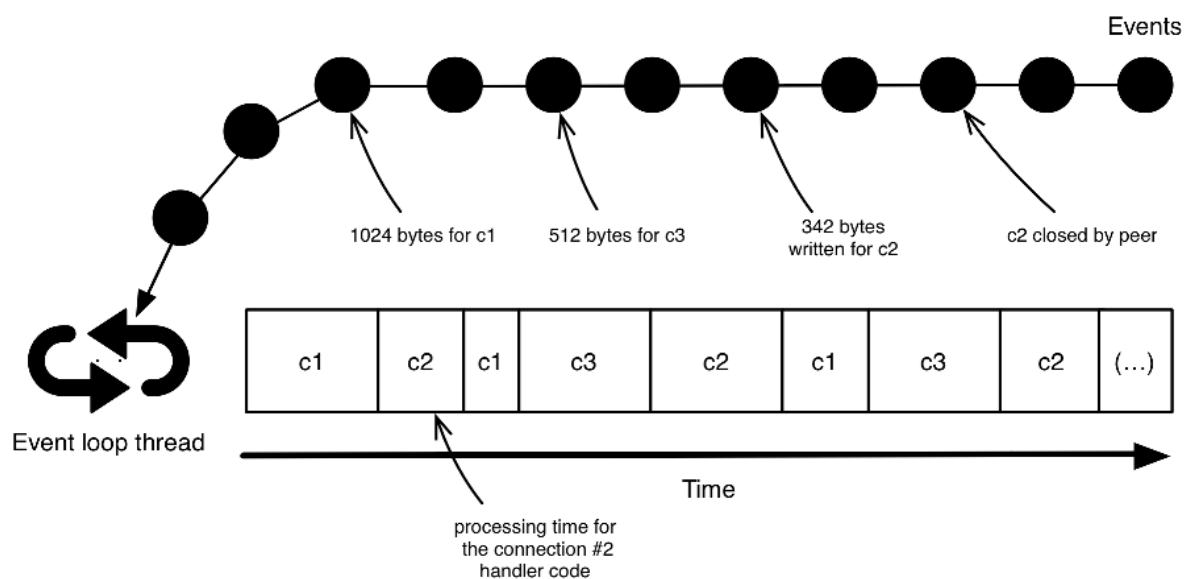 Events
1024 bytes for c1
512 bytes for c3
342 bytes
written for c2
c2 closed by peer
c1 c2 c1 c3 c2 c1 c3 c2 (...)
Event loop thread
Time
processing time for
the connection #2
handler code